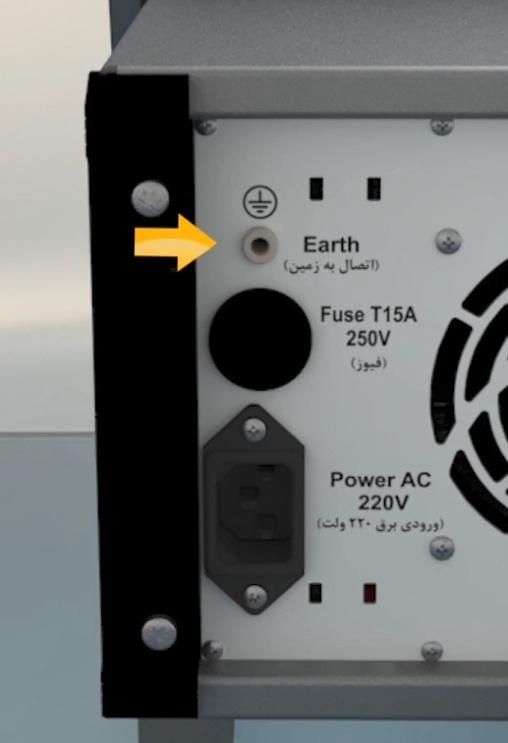 Earth
(اتصال به زمین)
Fuse T15A
250V
(فیوز)
Power AC
220V
(ورودی برق ۲۲۰ ولت)